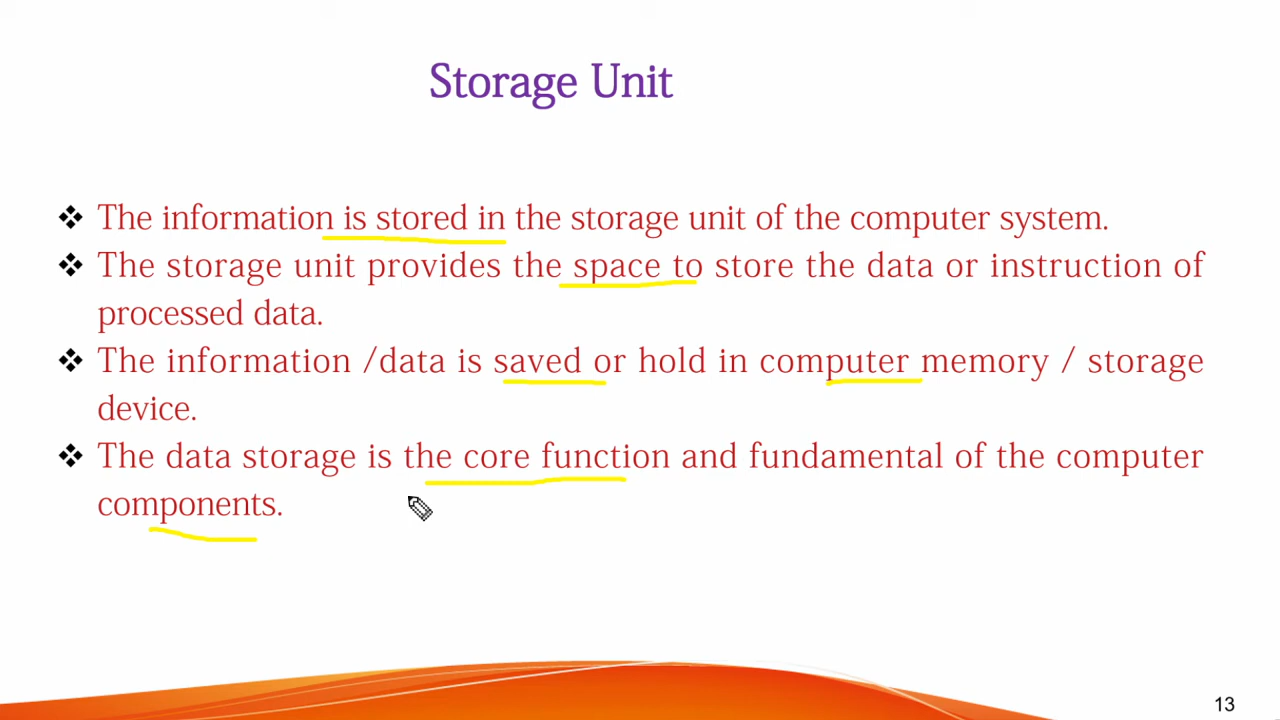 Storage Unit
❖ The information is stored in the storage unit of the computer system.
❖ The storage unit provides the space to store the data or instruction of
processed data.
❖ The information /data is saved or hold in computer memory / storage
device.
❖ The data storage is the core function and fundamental of the computer
components.
13